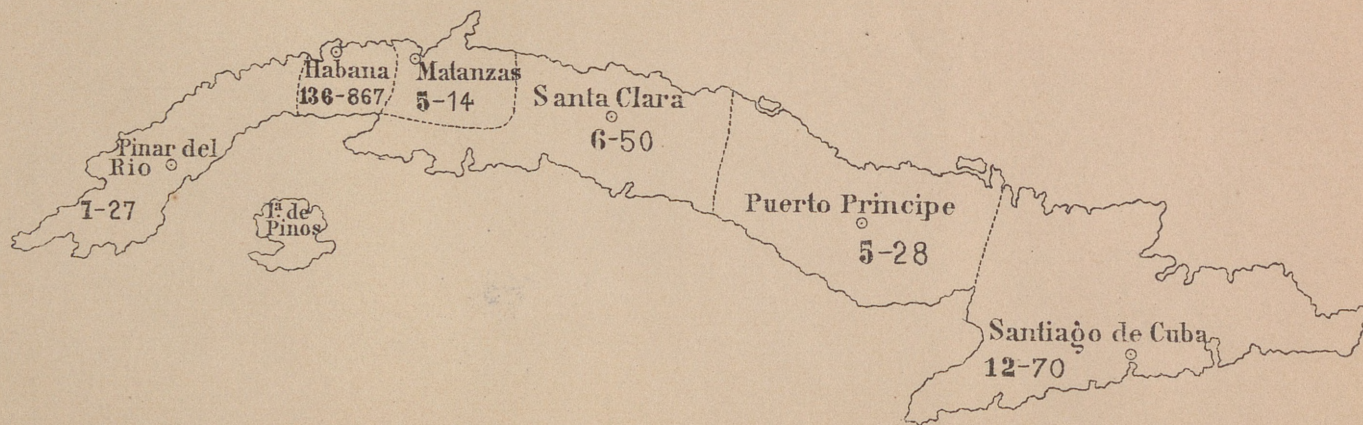 Habana
136-867
Matanzas
5-14
Santa Clara
6-50
Pinar del
Rio
1-27
Iª. de
Pinos
Puerto Principe
5-28
Santiago de Cuba
12-70